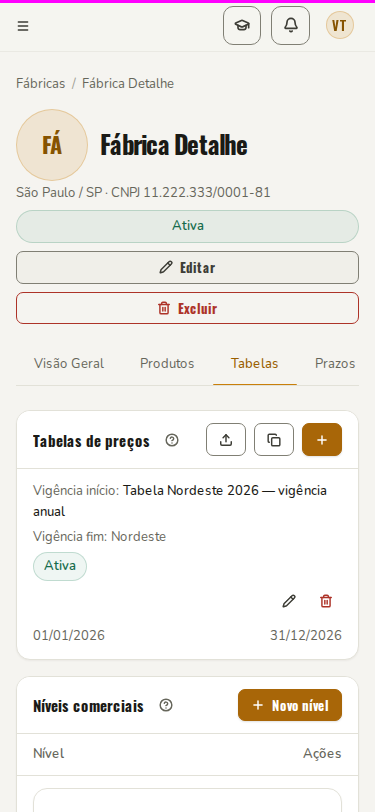 VT
Fábricas / Fábrica Detalhe
FÁ
Fábrica Detalhe
São Paulo / SP · CNPJ 11.222.333/0001-81
Ativa
Editar
Excluir
Visão Geral Produtos Tabelas Prazos
Tabelas de preços
Vigência início: Tabela Nordeste 2026 — vigência
anual
Vigência fim: Nordeste
Ativa
01/01/2026 31/12/2026
Níveis comerciais
Novo nível
Nível Ações